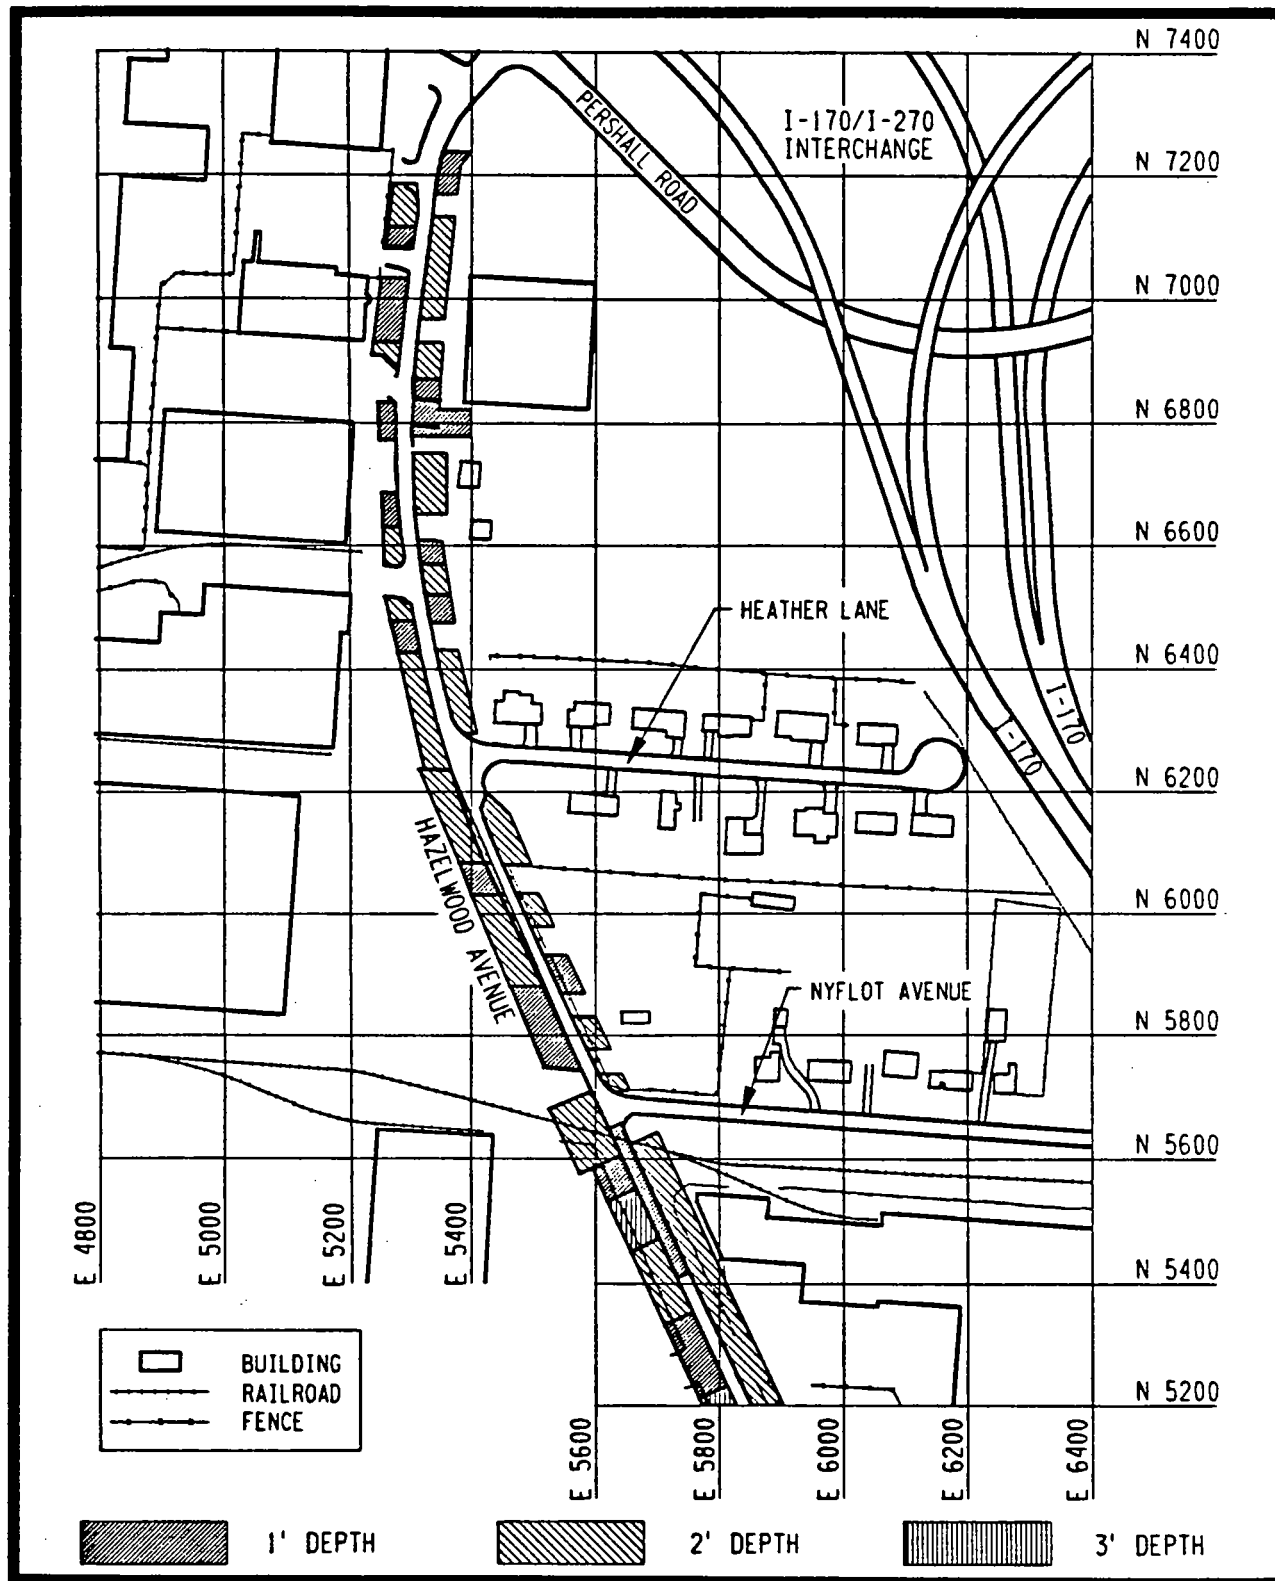 N 7400
I-170/I-270
INTERCHANGE
PERSHALL ROAD
N 7200
N 7000
N 6800
N 6600
HEATHER LANE
N 6400
I-170
I-170
N 6200
HAZELWOOD AVENUE
N 6000
NYFLOT AVENUE
N 5800
N 5600
E 4800
E 5000
E 5200
E 5400
N 5400
BUILDING
RAILROAD
FENCE
N 5200
E 5600
E 5800
E 6000
E 6200
E 6400
1' DEPTH
2' DEPTH
3' DEPTH